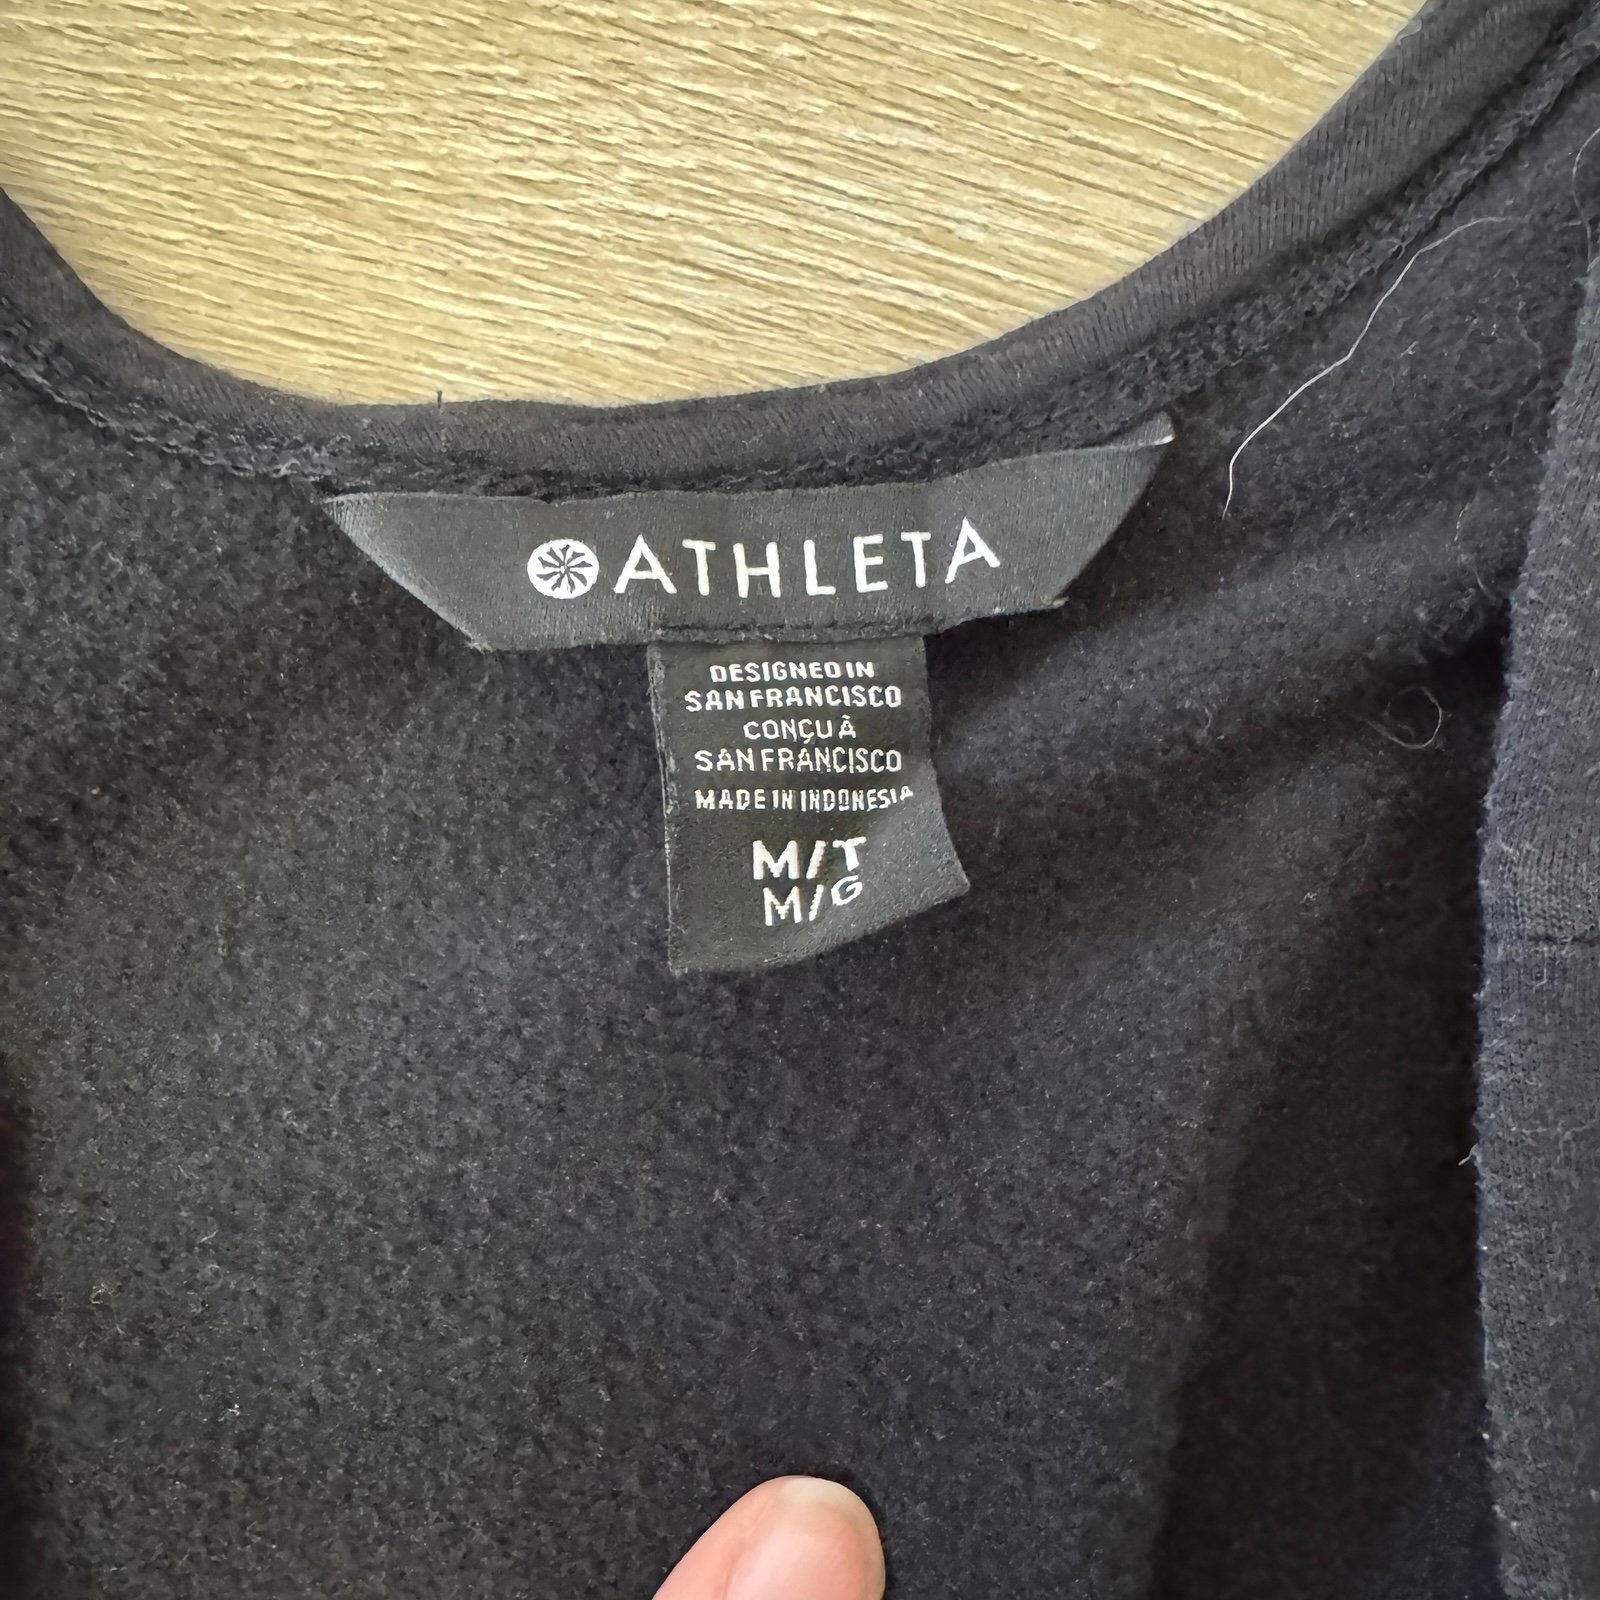 ATHLETA
DESIGNED IN
SAN FRANCISCO
CONÇU À
SAN FRANCISCO
MADE IN INDONESIA
M/T
M/G